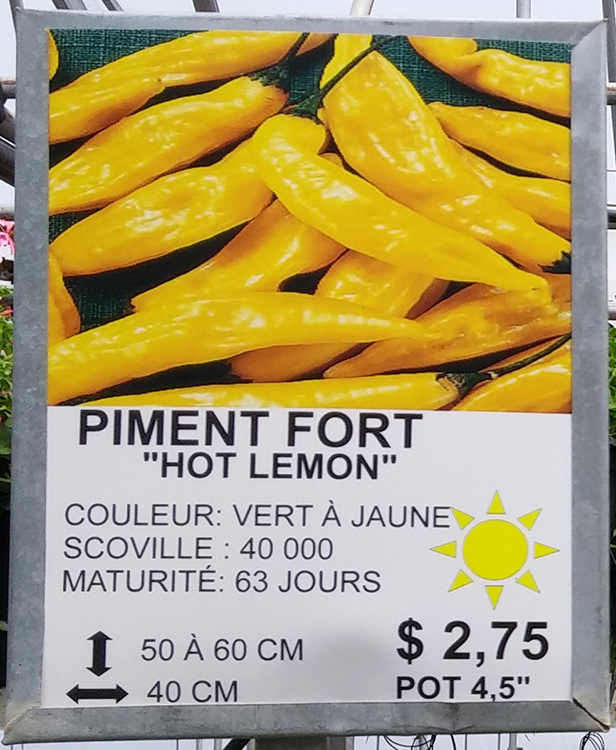 PIMENT FORT
"HOT LEMON"
COULEUR: VERT À JAUNE
SCOVILLE : 40 000
MATURITÉ: 63 JOURS
50 À 60 CM
40 CM
$ 2,75
POT 4,5"